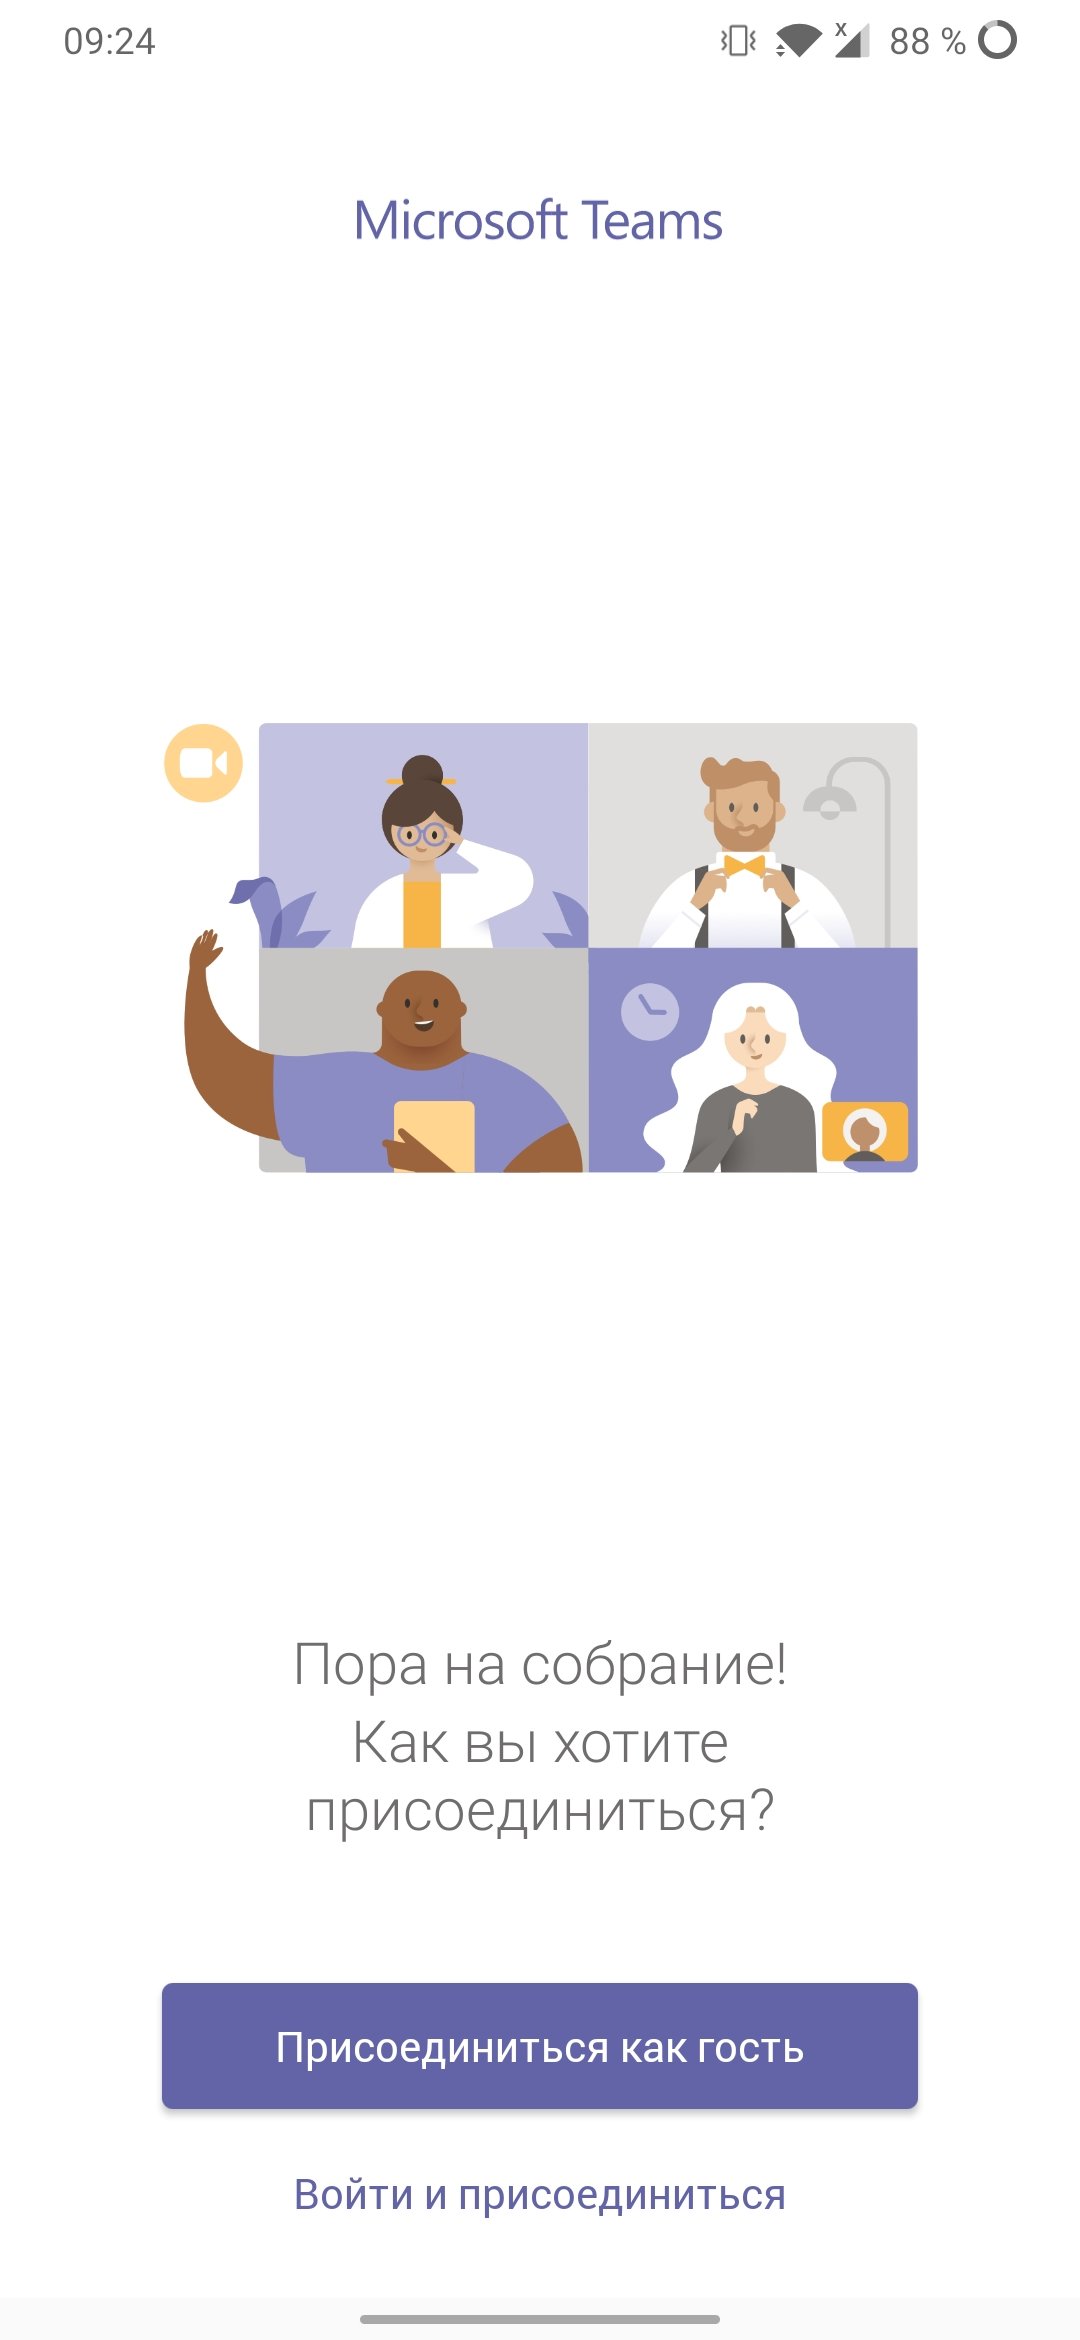 09:24
x
88 %
Microsoft Teams
Пора на собрание!
Как вы хотите
присоединиться?
Присоединиться как гость
Войти и присоединиться